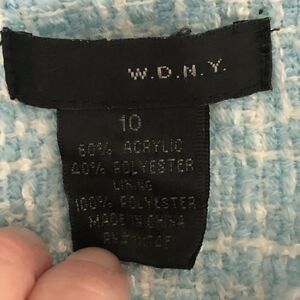 W.D.N.Y.
10
60% ACRYLIC
40% POLYESTER
LINING
100% POLYESTER
MADE IN CHINA